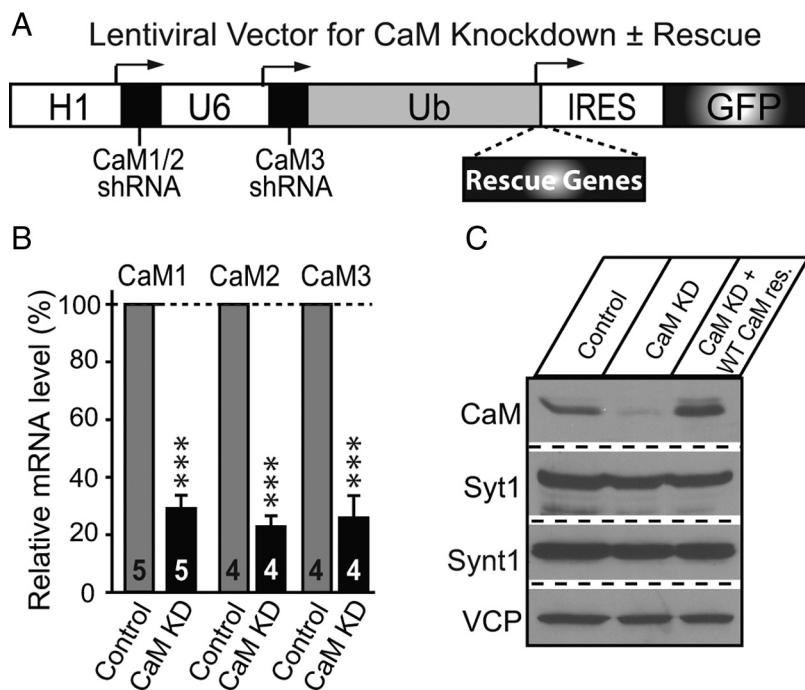 A
Lentiviral Vector for CaM Knockdown ± Rescue
H1
U6
Ub
IRES
GFP
CaM1/2
shRNA
CaM3
shRNA
Rescue Genes
B
CaM1
CaM2
CaM3
Relative mRNA level (%)
100
80
60
40
20
0
***
***
***
5
5
4
4
4
4
Control
CaM KD
Control
CaM KD
Control
CaM KD
C
Control
CaM KD
CaM KD +
WT CaM res.
CaM
Syt1
Synt1
VCP